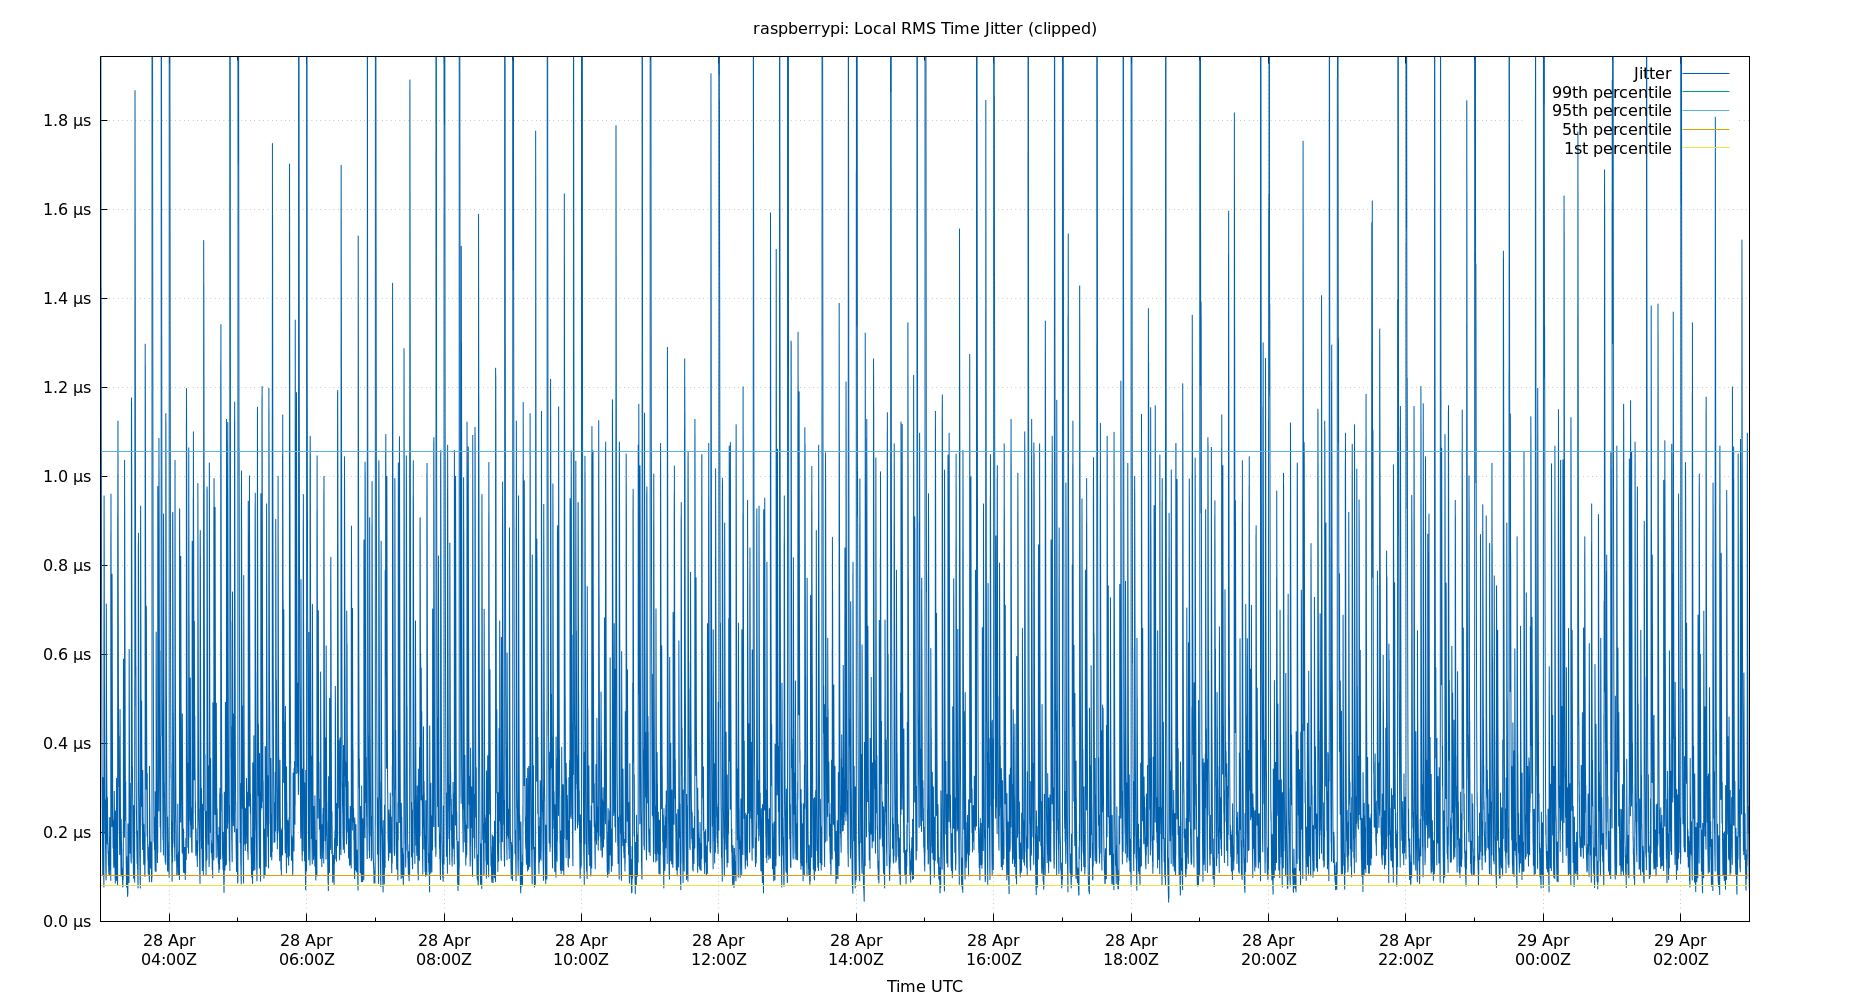 raspberrypi: Local RMS Time Jitter (clipped)
Jitter
99th percentile
95th percentile
5th percentile
1st percentile
1.8 μs
1.6 μs
1.4 μs
1.2 μs
1.0 μs
0.8 μs
0.6 μs
0.4 μs
0.2 μs
0.0 μs
28 Apr 28 Apr 28 Apr 28 Apr 28 Apr 28 Apr 28 Apr 28 Apr 28 Apr 28 Apr 29 Apr 29 Apr
04:00Z 06:00Z 08:00Z 10:00Z 12:00Z 14:00Z 16:00Z 18:00Z 20:00Z 22:00Z 00:00Z 02:00Z
Time UTC